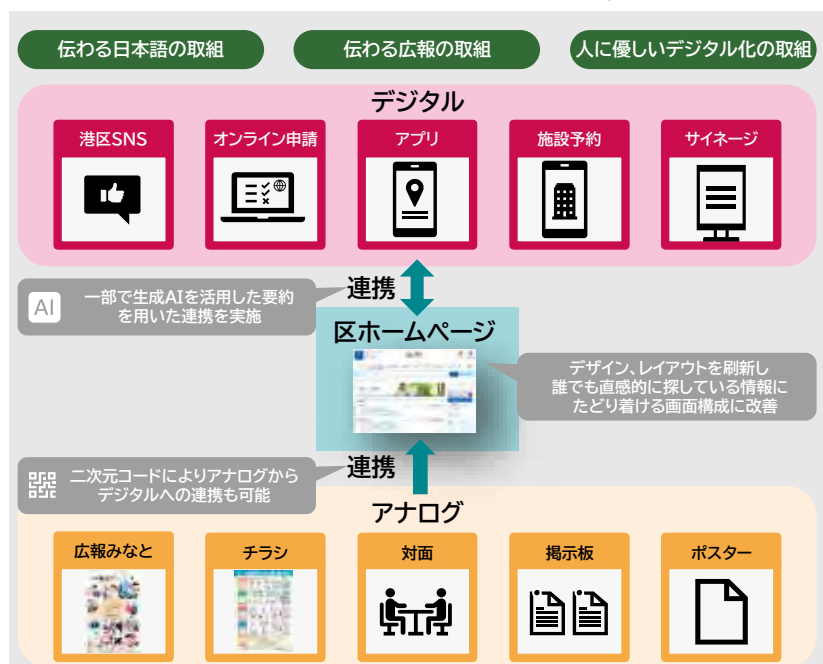 伝わる日本語の取組
伝わる広報の取組
人に優しいデジタル化の取組
デジタル
港区SNS
オンライン申請
アプリ
施設予約
サイネージ
AI
一部で生成AIを活用した要約
を用いた連携を実施
連携
区ホームページ
デザイン、レイアウトを刷新し
誰でも直感的に探している情報に
たどり着ける画面構成に改善
二次元コードによりアナログから
デジタルへの連携も可能
連携
アナログ
広報みなと
チラシ
対面
掲示板
ポスター